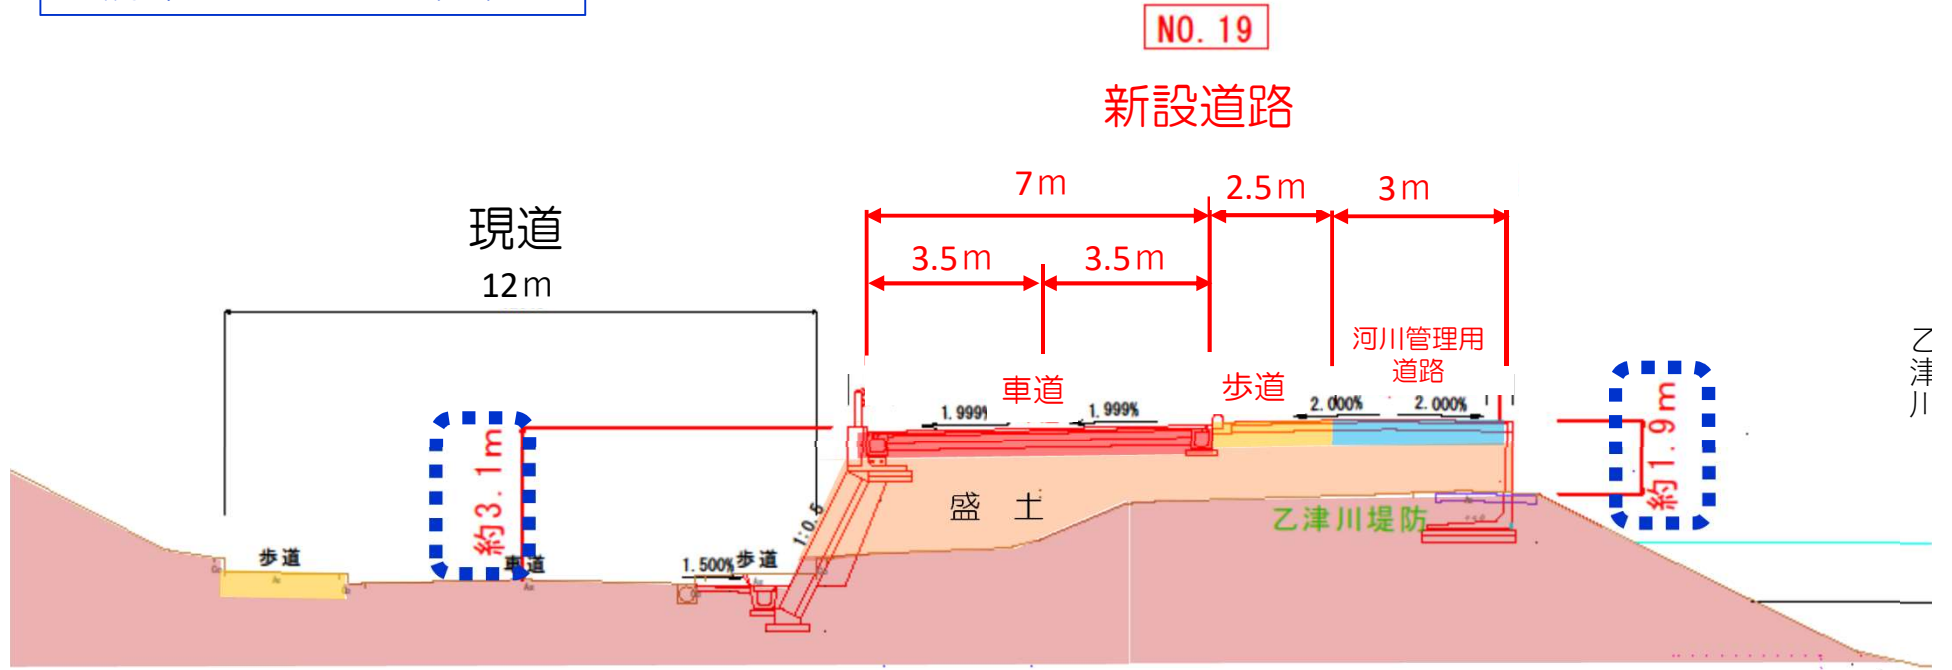 NO. 19
新設道路
7m
2.5m
3m
現道
12m
3.5m
3.5m
河川管理用
道路
乙津川
車道
歩道
1.999%
1.999%
2.000%
2.000%
約3.1m
約1.9m
1:0.5
盛 土
乙津川堤防
歩道
車道
1.500%
歩道